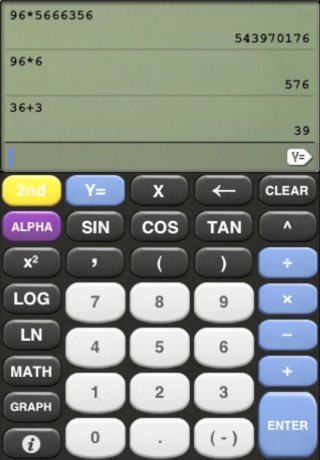 96*5666356
543970176
96*6
576
36+3
39
Y=
2nd Y= X ← CLEAR
ALPHA SIN COS TAN ^
x² , ( ) ÷
LOG 7 8 9 ×
LN 4 5 6 −
MATH 1 2 3 +
GRAPH
i 0 . (-) ENTER